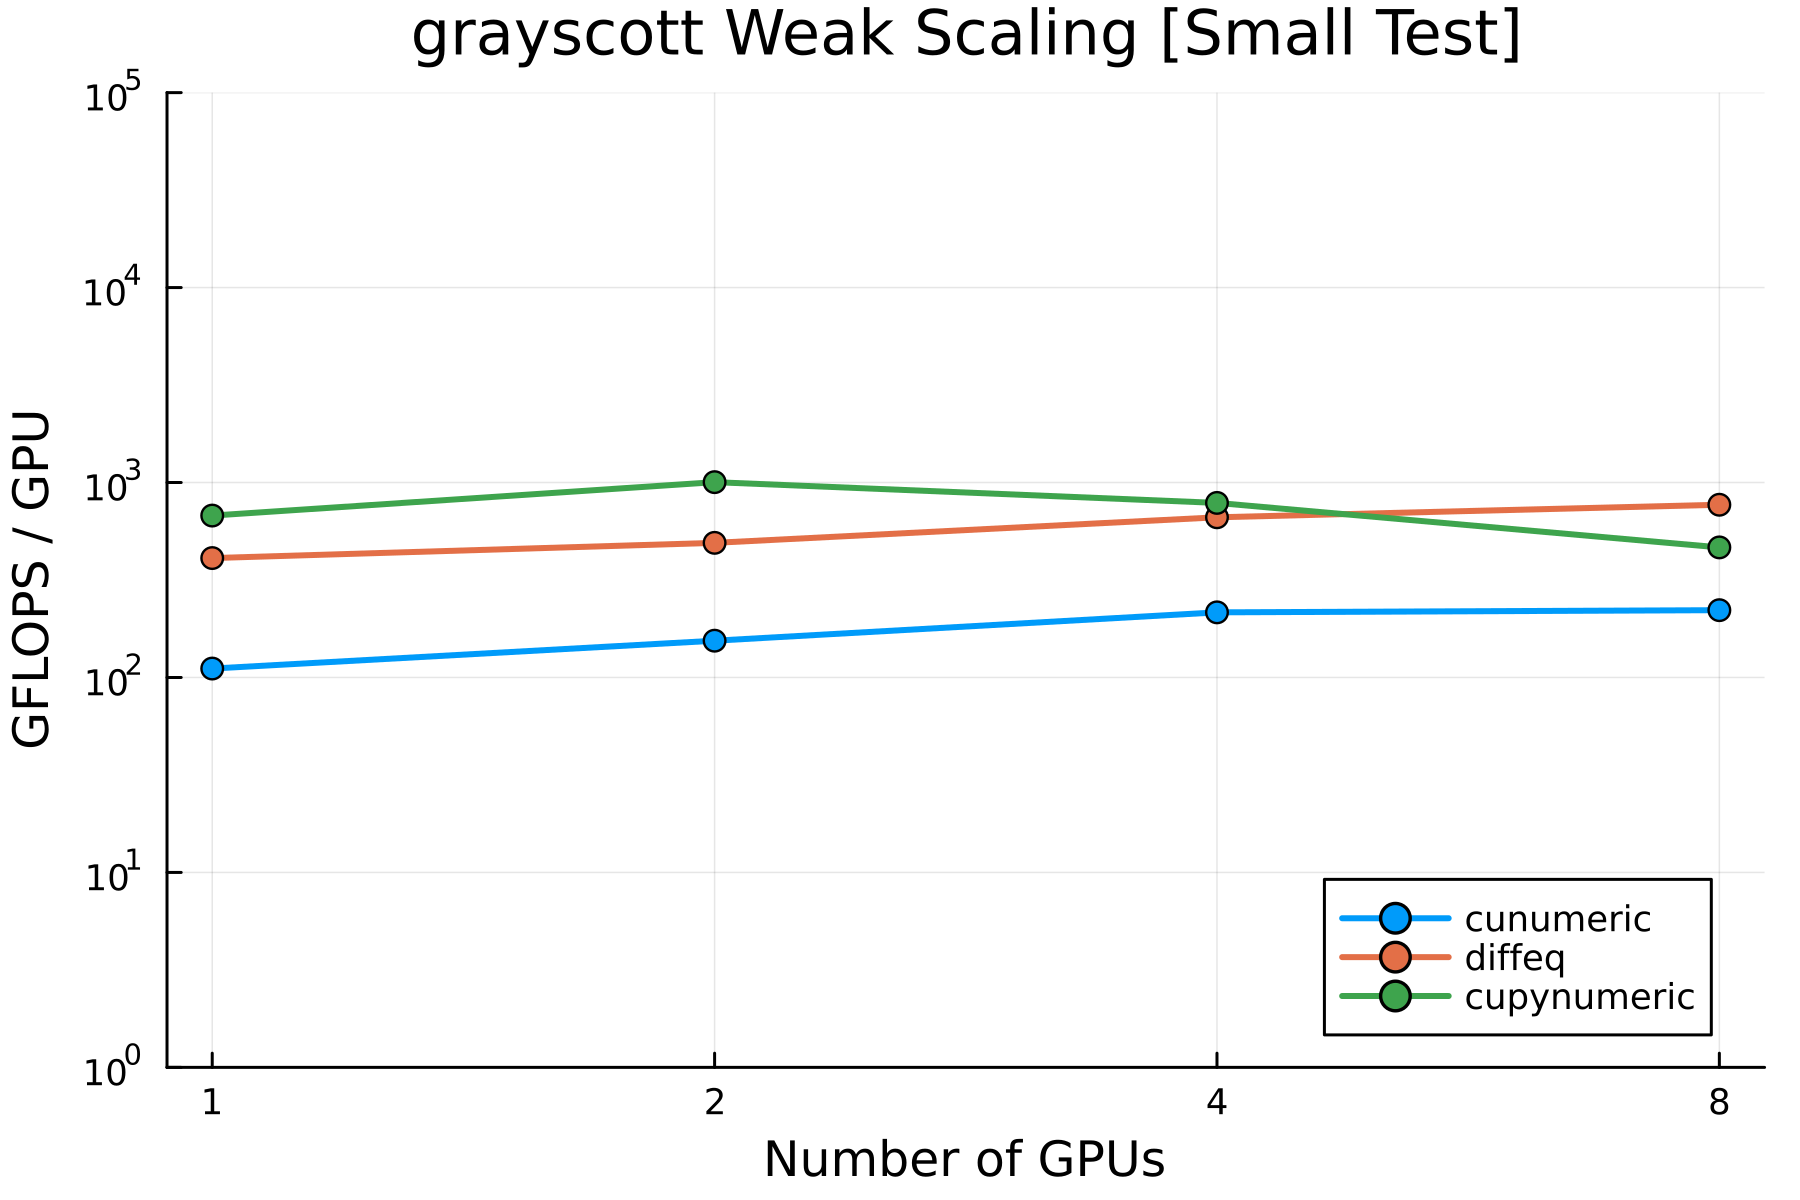 grayscott Weak Scaling [Small Test]
GFLOPS / GPU
10^5
10^4
10^3
10^2
10^1
10^0
1 2 4 8
Number of GPUs
cunumeric
diffeq
cupynumeric